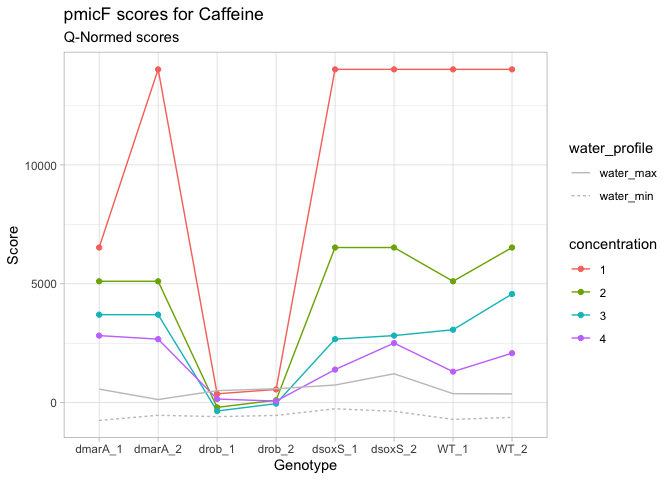 pmicF scores for Caffeine
Q-Normed scores
10000
5000
0
Score
dmarA_1 dmarA_2 drob_1 drob_2 dsoxS_1 dsoxS_2 WT_1 WT_2
Genotype
water_profile
water_max
water_min
concentration
1
2
3
4